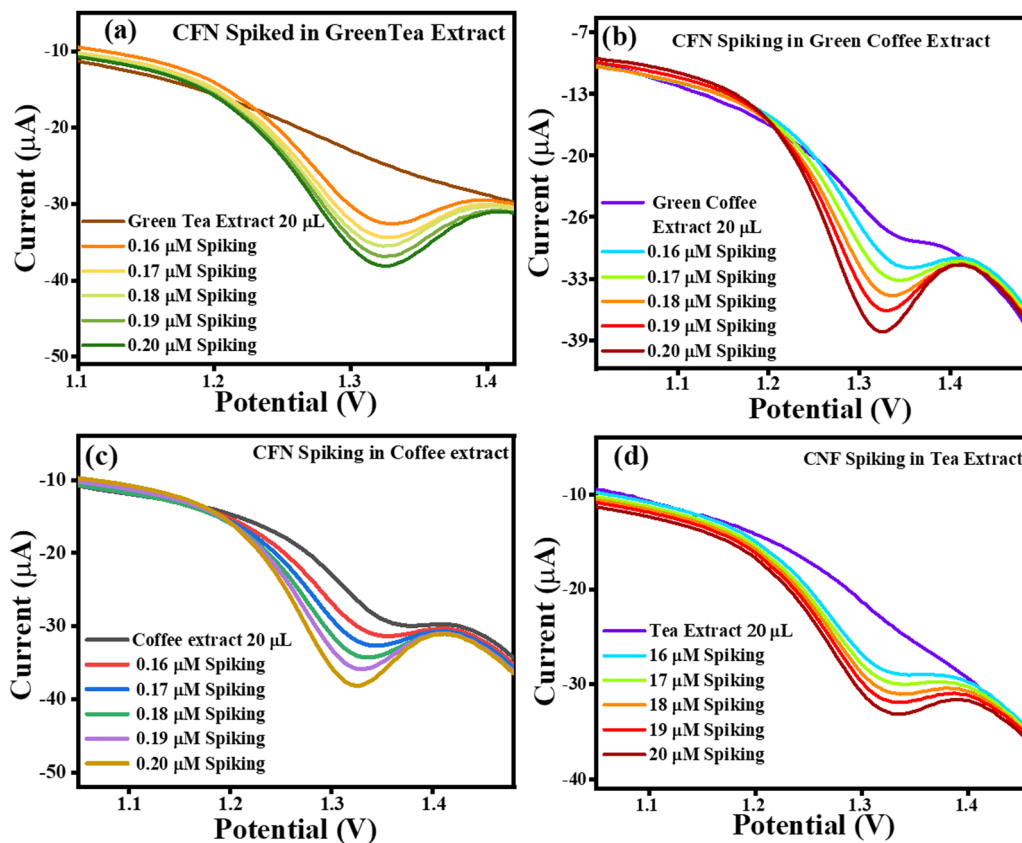 (a)
CFN Spiked in GreenTea Extract
Current (μA)
-10
-20
-30
-40
-50
Green Tea Extract 20 μL
0.16 μM Spiking
0.17 μM Spiking
0.18 μM Spiking
0.19 μM Spiking
0.20 μM Spiking
1.1
1.2
1.3
1.4
Potential (V)
(b)
CFN Spiking in Green Coffee Extract
Current (μA)
-7
-13
-20
-26
-33
-39
Green Coffee
Extract 20 μL
0.16 μM Spiking
0.17 μM Spiking
0.18 μM Spiking
0.19 μM Spiking
0.20 μM Spiking
1.1
1.2
1.3
1.4
Potential (V)
(c)
CFN Spiking in Coffee extract
Current (μA)
-10
-20
-30
-40
-50
Coffee extract 20 μL
0.16 μM Spiking
0.17 μM Spiking
0.18 μM Spiking
0.19 μM Spiking
0.20 μM Spiking
1.1
1.2
1.3
1.4
Potential (V)
(d)
CNF Spiking in Tea Extract
Current (μA)
-10
-20
-30
-40
Tea Extract 20 μL
16 μM Spiking
17 μM Spiking
18 μM Spiking
19 μM Spiking
20 μM Spiking
1.1
1.2
1.3
1.4
Potential (V)